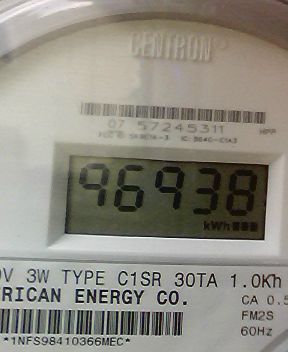 CENTRON®
07 57245311
96938
kWh
V 3W TYPE C1SR 30TA 1.0Kh
RICAN ENERGY CO.
CA 0.5
FM2S
60Hz
*1NFS98410366MEC*